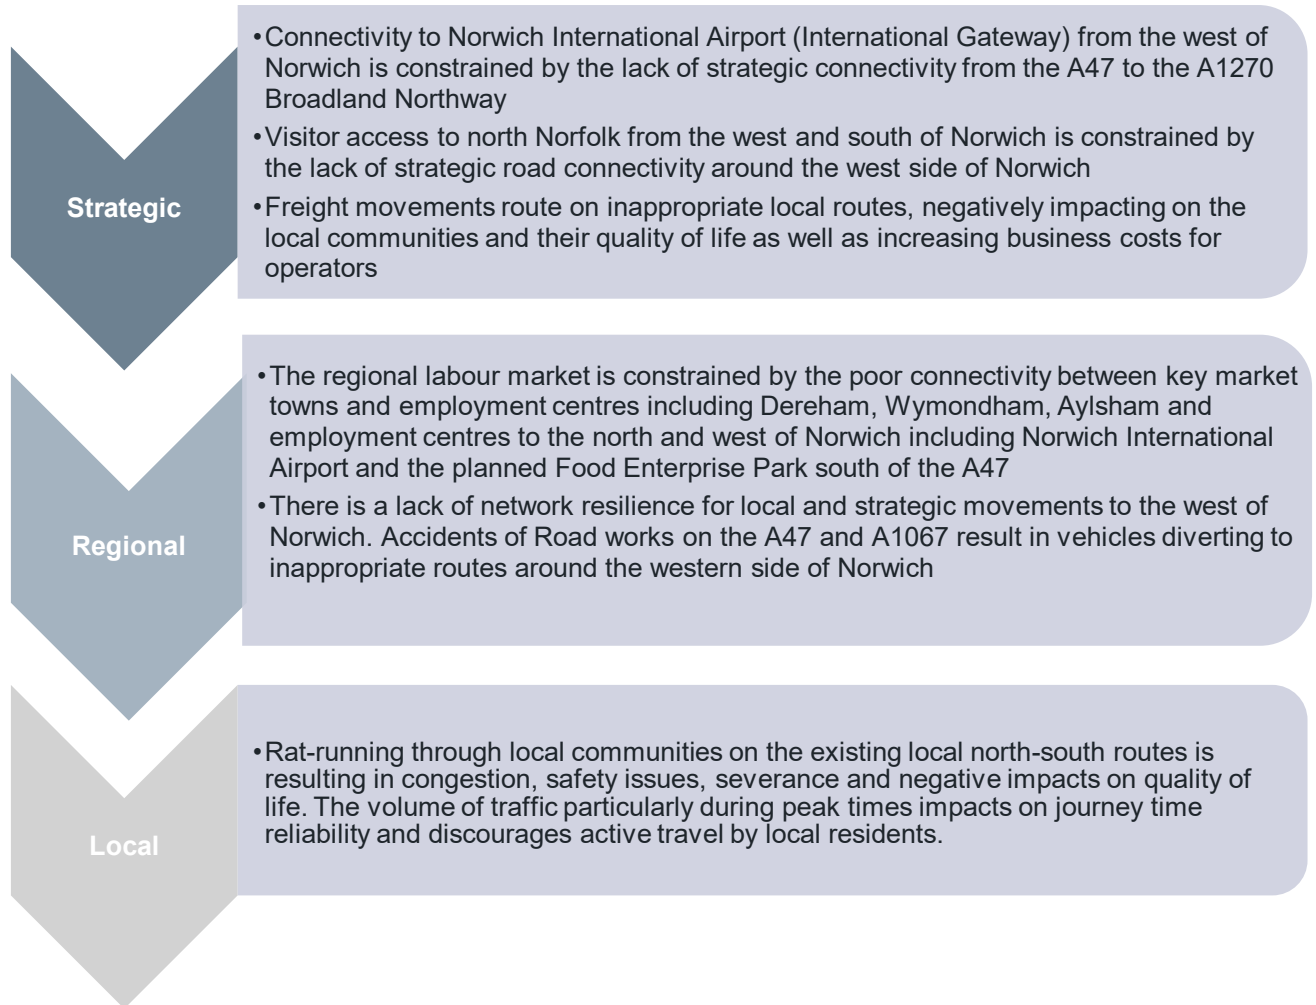 •Connectivity to Norwich International Airport (International Gateway) from the west of
Norwich is constrained by the lack of strategic connectivity from the A47 to the A1270
Broadland Northway
•Visitor access to north Norfolk from the west and south of Norwich is constrained by
the lack of strategic road connectivity around the west side of Norwich
Strategic
•Freight movements route on inappropriate local routes, negatively impacting on the
local communities and their quality of life as well as increasing business costs for
operators
•The regional labour market is constrained by the poor connectivity between key market
towns and employment centres including Dereham, Wymondham, Aylsham and
employment centres to the north and west of Norwich including Norwich International
Airport and the planned Food Enterprise Park south of the A47
•There is a lack of network resilience for local and strategic movements to the west of
Norwich. Accidents of Road works on the A47 and A1067 result in vehicles diverting to
Regional
inappropriate routes around the western side of Norwich
•Rat-running through local communities on the existing local north-south routes is
resulting in congestion, safety issues, severance and negative impacts on quality of
life. The volume of traffic particularly during peak times impacts on journey time
reliability and discourages active travel by local residents.
Local